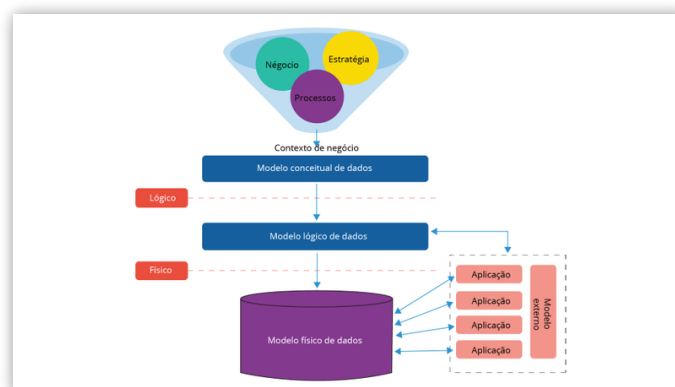 Négocio
Estratégia
Processos
Contexto de negócio
Modelo conceitual de dados
Lógico
Modelo lógico de dados
Físico
Modelo físico de dados
Aplicação
Aplicação
Aplicação
Aplicação
Modelo
externo